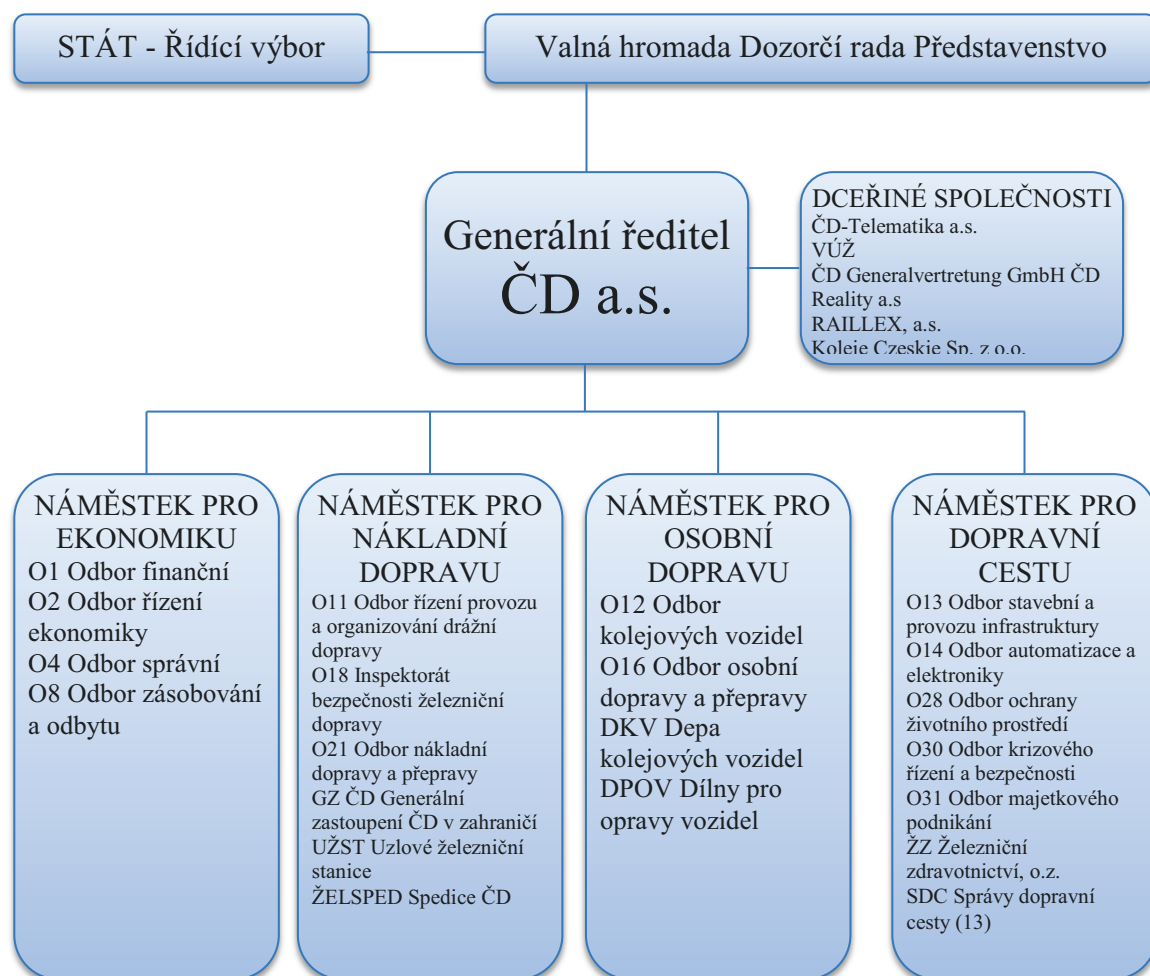 STÁT - Řídící výbor
Valná hromada Dozorčí rada Představenstvo
Generální ředitel
ČD a.s.
DCEŘINÉ SPOLEČNOSTI
ČD-Telematika a.s.
VÚŽ
ČD Generalvertretung GmbH ČD
Reality a.s
RAILLEX, a.s.
Koleje Czeskie Sp. z o.o.
NÁMĚSTEK PRO
EKONOMIKU
O1 Odbor finanční
O2 Odbor řízení
ekonomiky
O4 Odbor správní
O8 Odbor zásobování
a odbytu
NÁMĚSTEK PRO
NÁKLADNÍ
DOPRAVU
O11 Odbor řízení provozu
a organizování drážní
dopravy
O18 Inspektorát
bezpečnosti železniční
dopravy
O21 Odbor nákladní
dopravy a přepravy
GZ ČD Generální
zastoupení ČD v zahraničí
UŽST Uzlové železniční
stanice
ŽELSPED Spedice ČD
NÁMĚSTEK PRO
OSOBNÍ
DOPRAVU
O12 Odbor
kolejových vozidel
O16 Odbor osobní
dopravy a přepravy
DKV Depa
kolejových vozidel
DPOV Dílny pro
opravy vozidel
NÁMĚSTEK PRO
DOPRAVNÍ
CESTU
O13 Odbor stavební a
provozu infrastruktury
O14 Odbor automatizace a
elektroniky
O28 Odbor ochrany
životního prostředí
O30 Odbor krizového
řízení a bezpečnosti
O31 Odbor majetkového
podnikání
ŽZ Železniční
zdravotnictví, o.z.
SDC Správy dopravní
cesty (13)